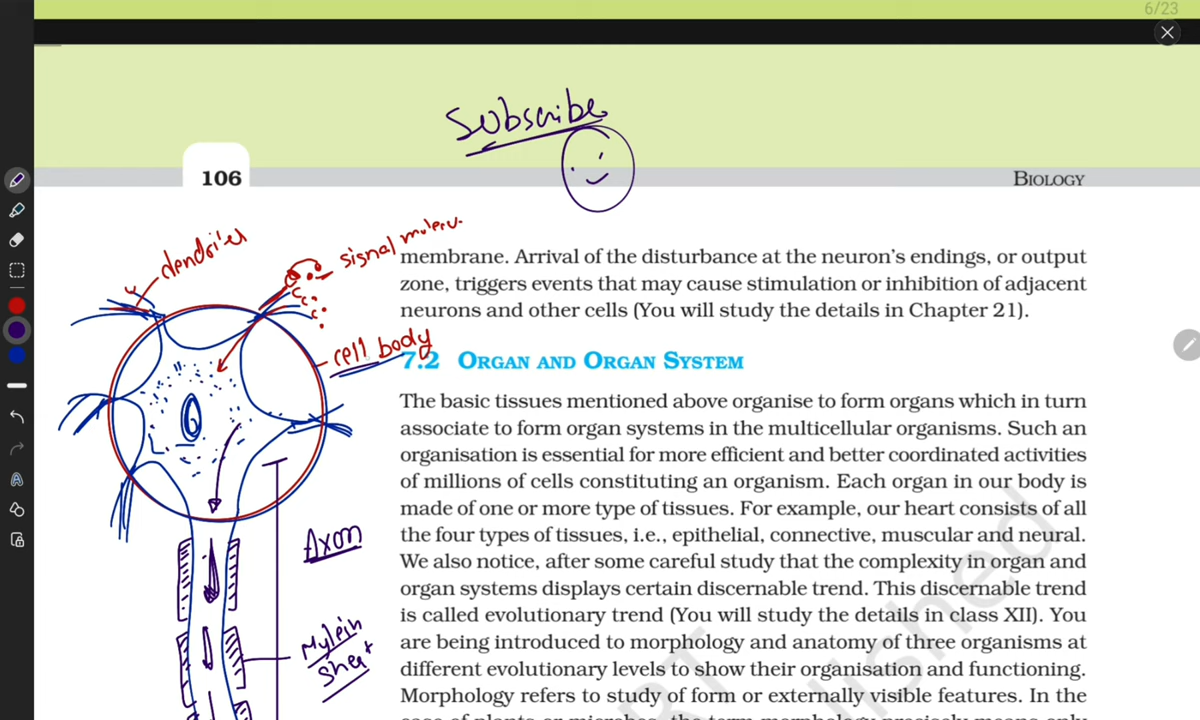 6/23
Subscribe
106
BIOLOGY
dendrites
signal molecu.
membrane. Arrival of the disturbance at the neuron's endings, or output
zone, triggers events that may cause stimulation or inhibition of adjacent
neurons and other cells (You will study the details in Chapter 21).
cell body
7.2 ORGAN AND ORGAN SYSTEM
The basic tissues mentioned above organise to form organs which in turn
associate to form organ systems in the multicellular organisms. Such an
organisation is essential for more efficient and better coordinated activities
of millions of cells constituting an organism. Each organ in our body is
made of one or more type of tissues. For example, our heart consists of all
the four types of tissues, i.e., epithelial, connective, muscular and neural.
Axon
We also notice, after some careful study that the complexity in organ and
organ systems displays certain discernable trend. This discernable trend
is called evolutionary trend (You will study the details in class XII). You
Mylein
are being introduced to morphology and anatomy of three organisms at
different evolutionary levels to show their organisation and functioning.
Morphology refers to study of form or externally visible features. In the